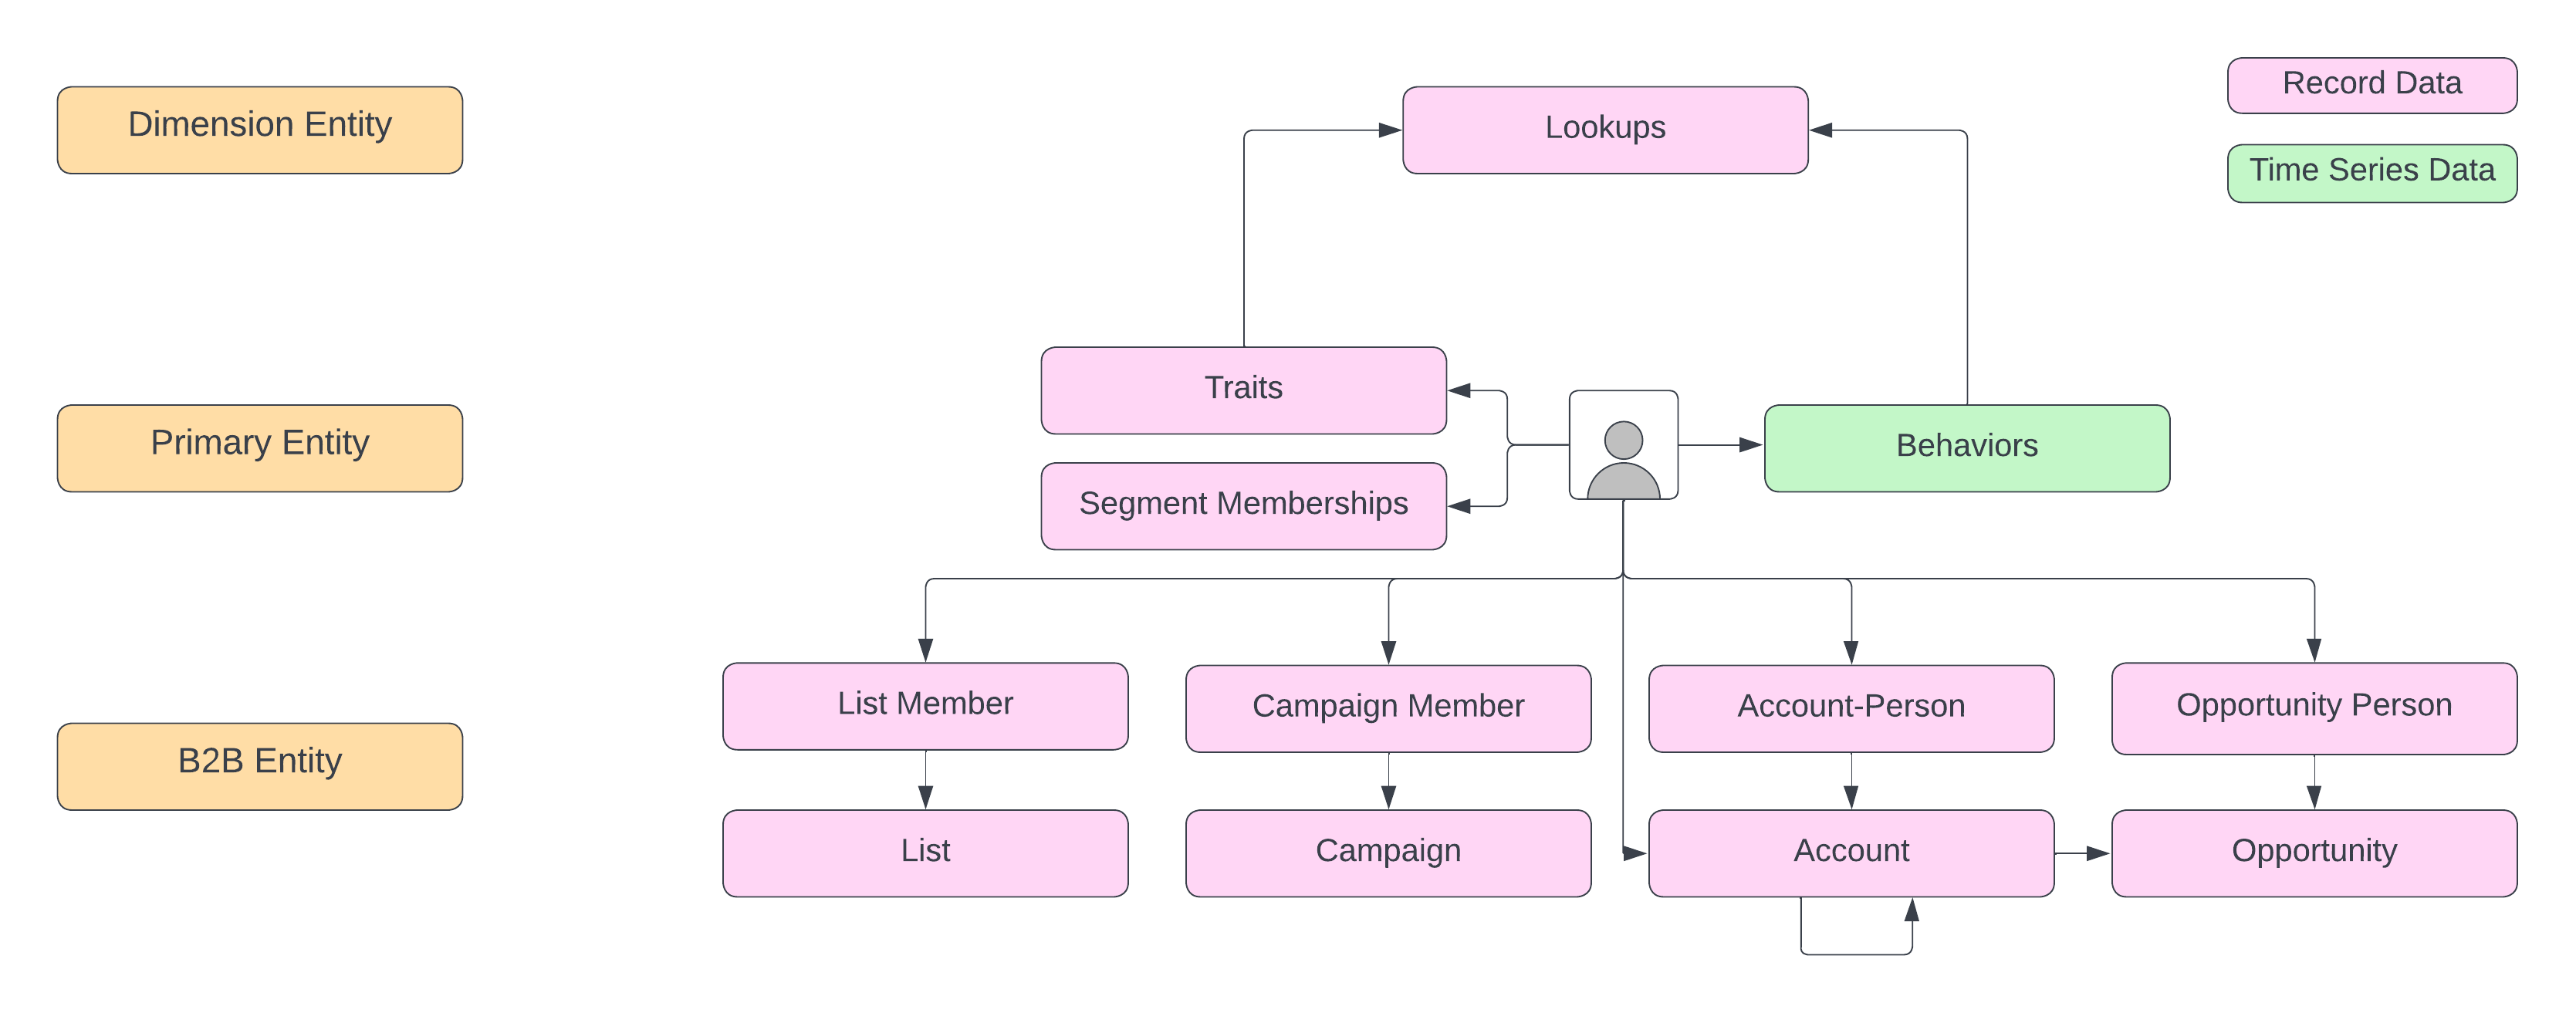 Dimension Entity
Lookups
Record Data
Time Series Data
Primary Entity
Traits
Segment Memberships
Behaviors
B2B Entity
List Member
Campaign Member
Account-Person
Opportunity Person
List
Campaign
Account
Opportunity